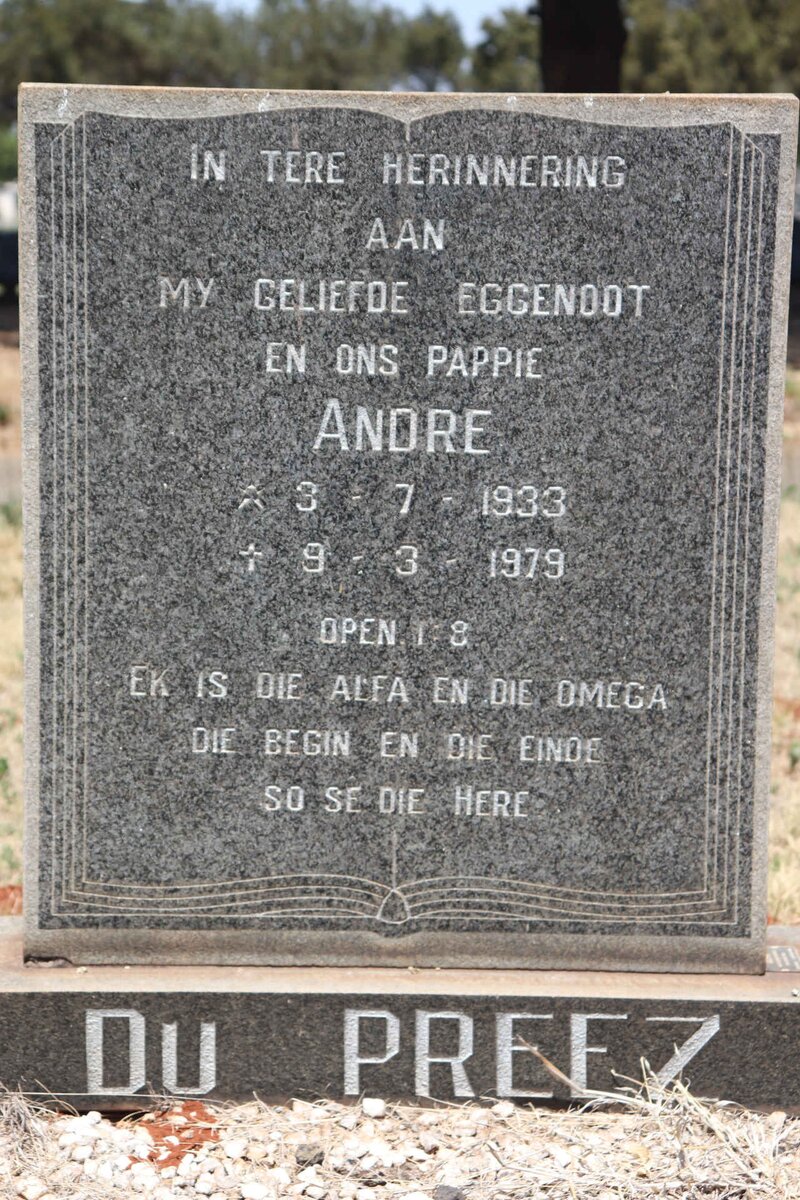 IN TERE HERINNERING
AAN
MY GELIEFDE EGGENOOT
EN ONS PAPPIE
ANDRE
3 - 7 - 1933
✝ 9 - 3 - 1979
OPEN. 1: 8
EK IS DIE ALFA EN DIE OMEGA
DIE BEGIN EN DIE EINDE
SO SE DIE HERE
DU PREEZ